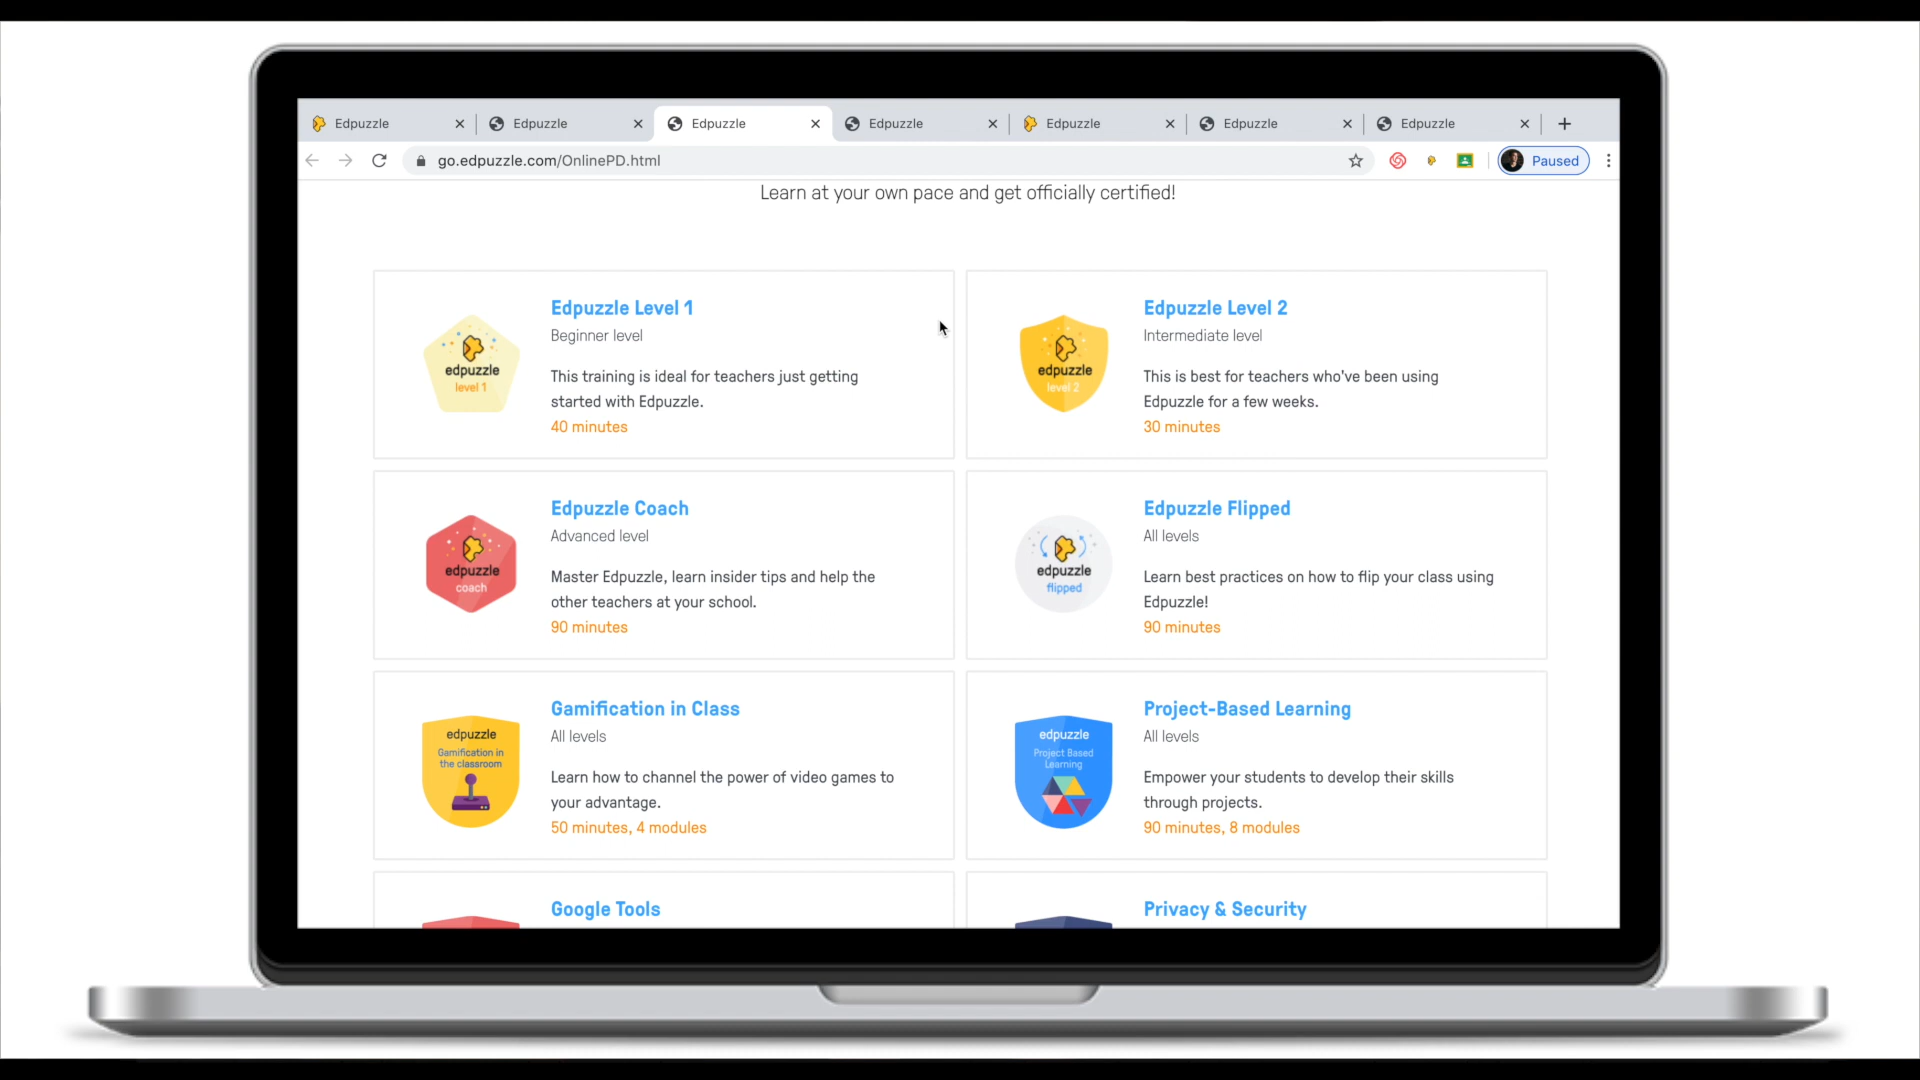 Edpuzzle Edpuzzle Edpuzzle Edpuzzle Edpuzzle Edpuzzle Edpuzzle
go.edpuzzle.com/OnlinePD.html Paused
Learn at your own pace and get officially certified!
edpuzzle
level 1
Edpuzzle Level 1
Beginner level
This training is ideal for teachers just getting
started with Edpuzzle.
40 minutes
edpuzzle
level 2
Edpuzzle Level 2
Intermediate level
This is best for teachers who've been using
Edpuzzle for a few weeks.
30 minutes
edpuzzle
coach
Edpuzzle Coach
Advanced level
Master Edpuzzle, learn insider tips and help the
other teachers at your school.
90 minutes
edpuzzle
flipped
Edpuzzle Flipped
All levels
Learn best practices on how to flip your class using
Edpuzzle!
90 minutes
edpuzzle
Gamification in
the classroom
Gamification in Class
All levels
Learn how to channel the power of video games to
your advantage.
50 minutes, 4 modules
edpuzzle
Project Based
Learning
Project-Based Learning
All levels
Empower your students to develop their skills
through projects.
90 minutes, 8 modules
Google Tools
Privacy & Security